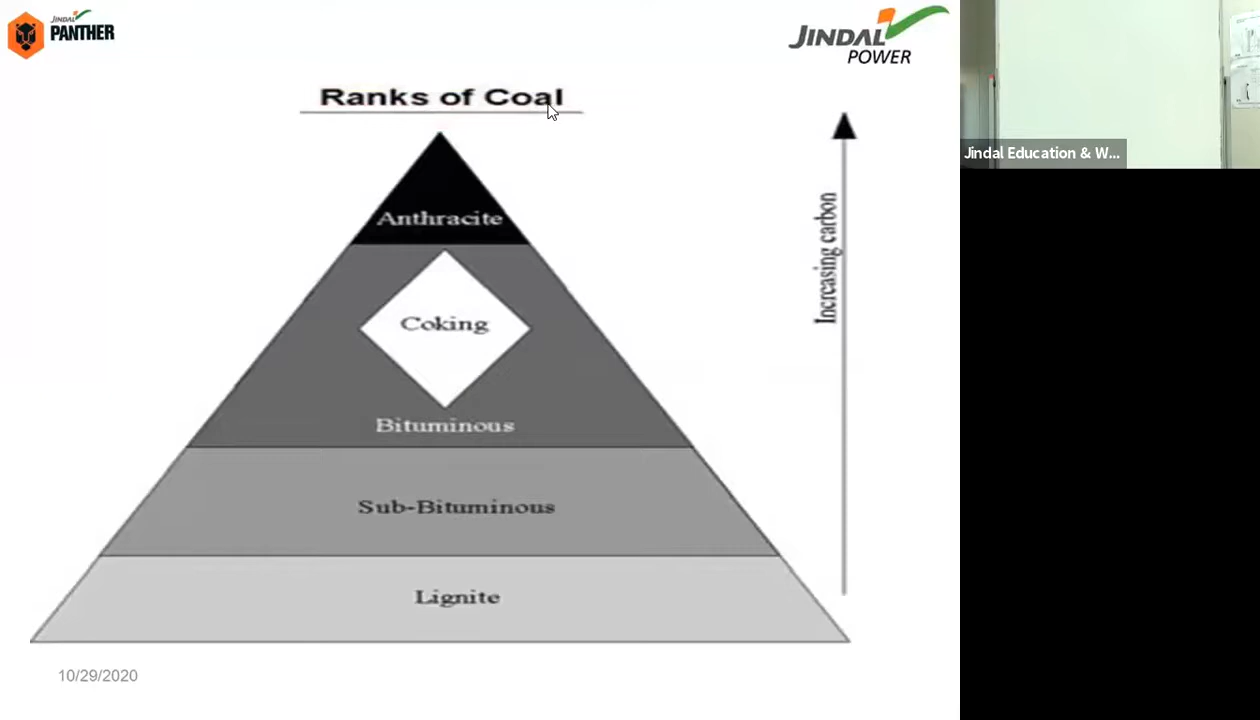 JINDAL
PANTHER
JINDAL
POWER
Ranks of Coal
Anthracite
Coking
Bituminous
Sub-Bituminous
Lignite
Increasing carbon
10/29/2020
Jindal Education & W...